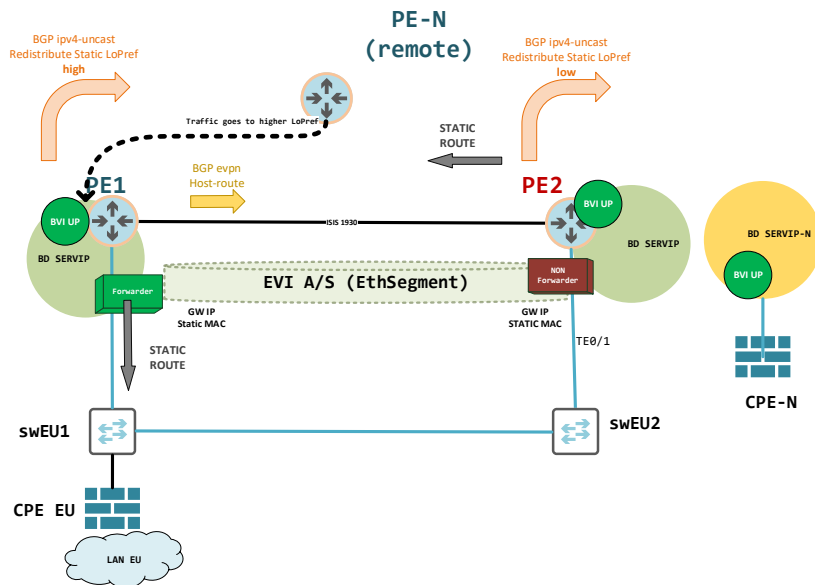 PE-N
(remote)
BGP ipv4-uncast
Redistribute Static LoPref
high
BGP ipv4-uncast
Redistribute Static LoPref
low
Traffic goes to higher LoPref
STATIC
ROUTE
PE1
BGP evpn
Host-route
PE2
BVI UP
BVI UP
ISIS 1930
BD SERVIP
BD SERVIP
BD SERVIP-N
BVI UP
EVI A/S (EthSegment)
Forwarder
NON
Forwarder
GW IP
Static MAC
GW IP
STATIC MAC
STATIC
ROUTE
TE0/1
CPE-N
swEU1
swEU2
CPE EU
LAN EU